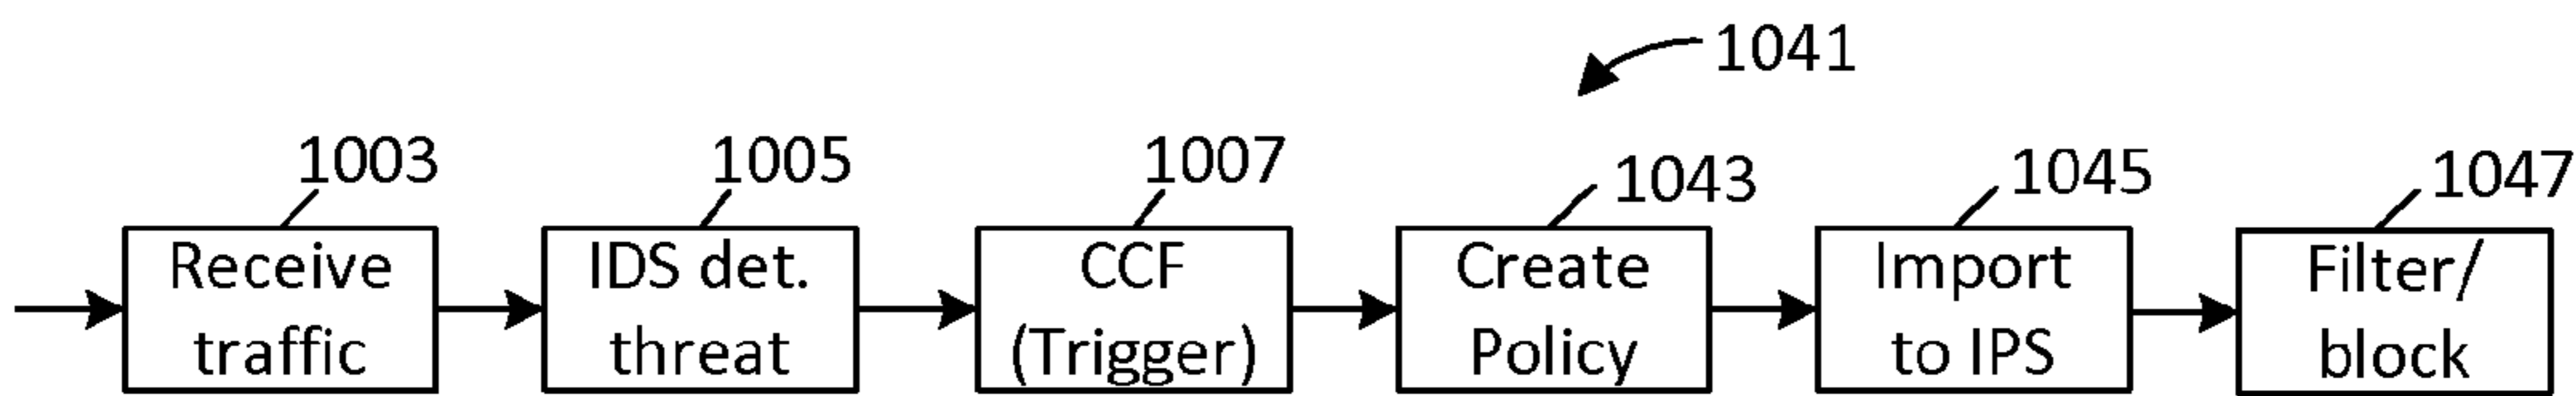 1041
1003
1005
1007
1043
1045
1047
Receive
traffic
IDS det.
threat
CCF
(Trigger)
Create
Policy
Import
to IPS
Filter/
block